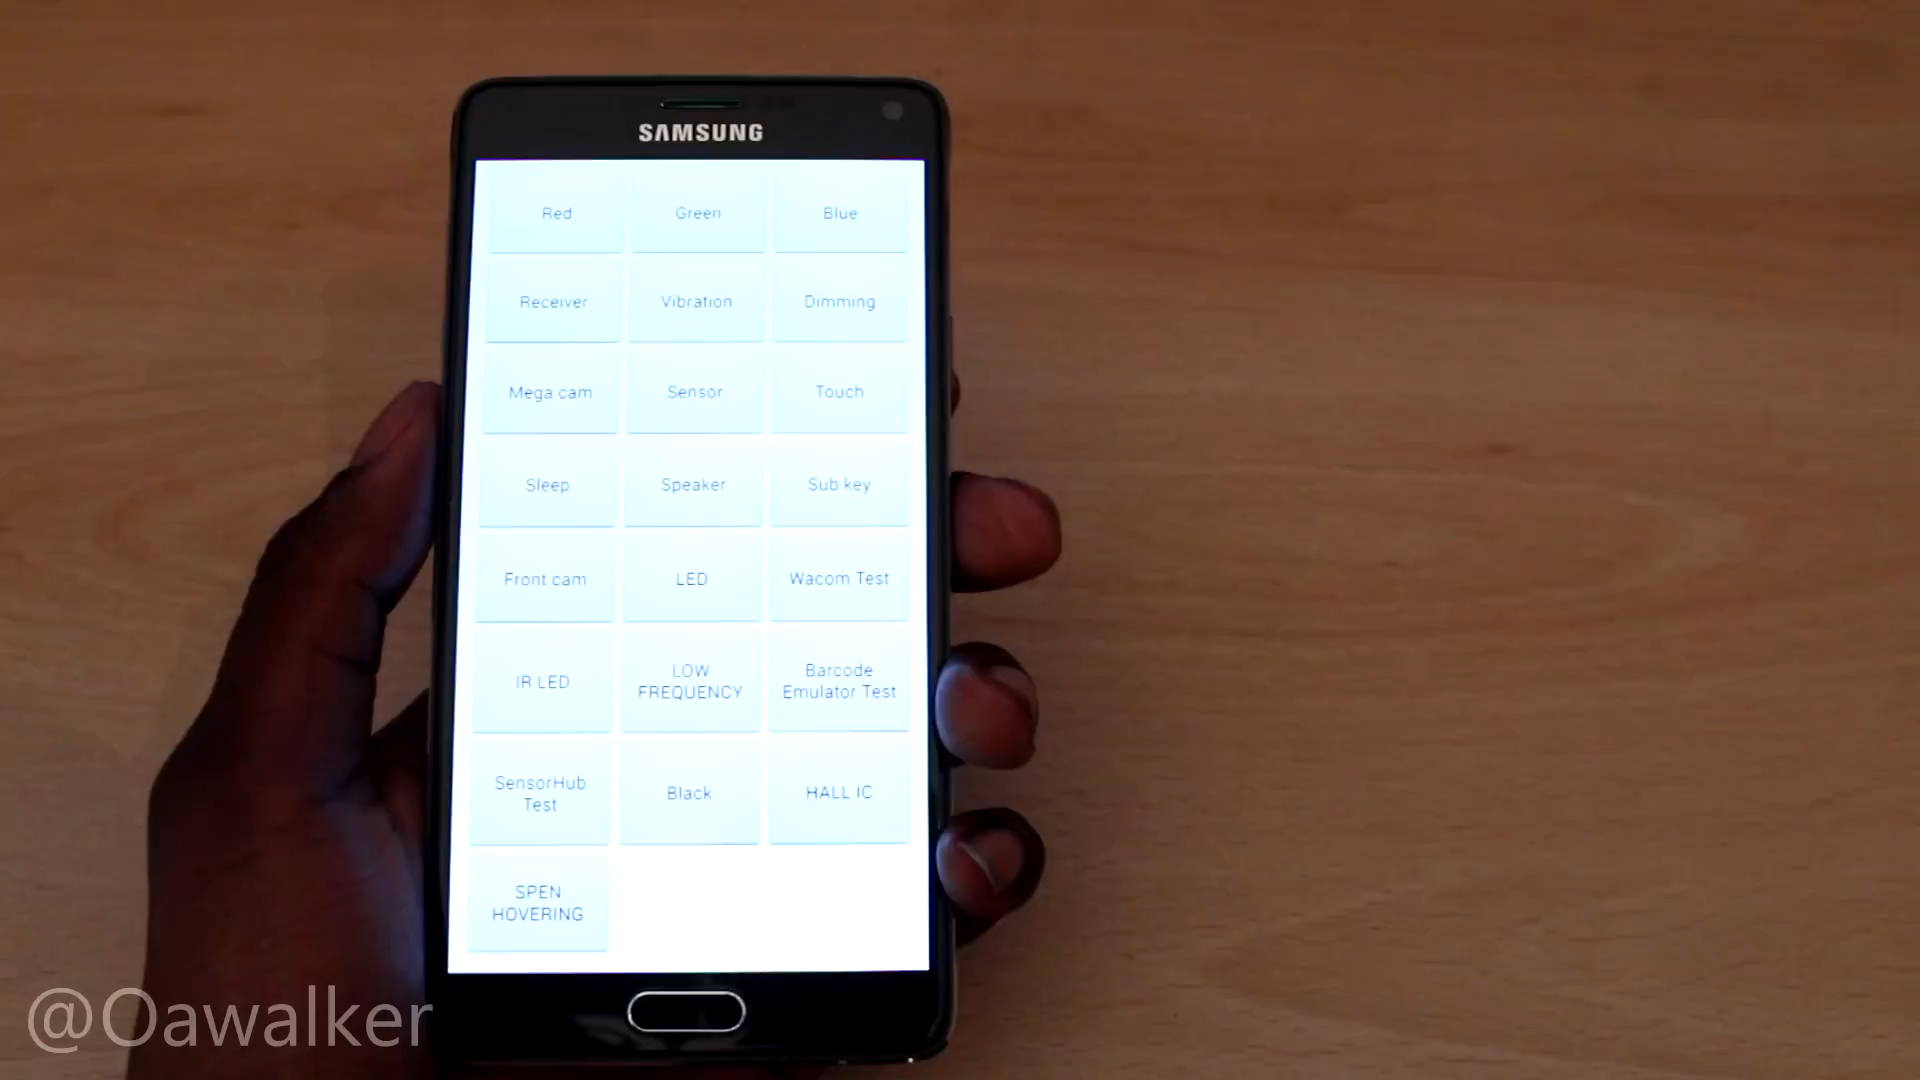 SAMSUNG
Red
Green
Blue
Receiver
Vibration
Dimming
Mega cam
Sensor
Touch
Sleep
Speaker
Sub key
Front cam
LED
Wacom Test
IR LED
LOW
FREQUENCY
Barcode
Emulator Test
SensorHub
Test
Black
HALL IC
SPEN
HOVERING
@Oawalker